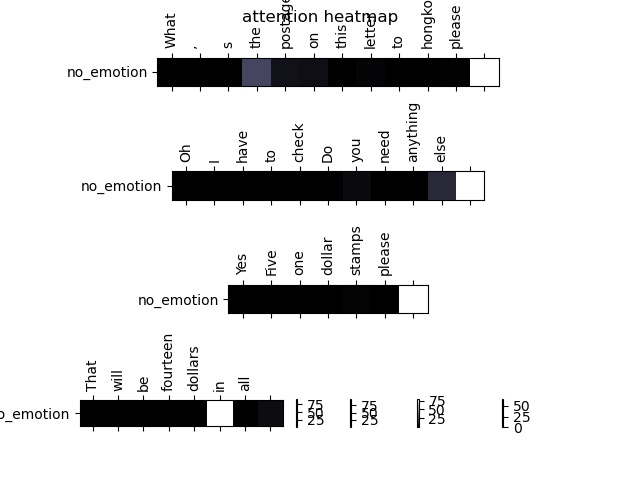 attention heatmap
What , s the postage on this letter to hongko please
no_emotion
Oh I have to check Do you need anything else
no_emotion
Yes Five one dollar stamps please
no_emotion
That will be fourteen dollars in all
o_emotion
75 75 75 50
50 50 50 25
25 25 25 0